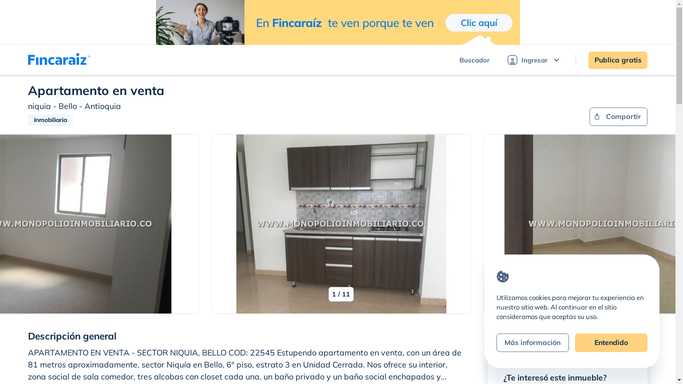 En Fincaraíz te ven porque te ven
Clic aquí
Fincaraiz
Buscador
Ingresar
Publica gratis
Apartamento en venta
niquia - Bello - Antioquia
Inmobiliaria
Compartir
WWW.MONOPOLIOINMOBILIARIO.CO
WWW.MONOPOLIOINMOBILIARIO.CO
WWW.MONOPOLIOINMOBILIAR
1 / 11
Utilizamos cookies para mejorar tu experiencia en
nuestro sitio web. Al continuar en el sitio
consideramos que aceptas su uso.
Más información
Entendido
Descripción general
APARTAMENTO EN VENTA - SECTOR NIQUIA, BELLO COD: 22545 Estupendo apartamento en venta, con un área de
81 metros aproximadamente, sector Niquía en Bello, 6° piso, estrato 3 en Unidad Cerrada. Nos ofrece su interior,
zona social de sala comedor, tres alcobas con closet cada una, un baño privado y un baño social enchapados y...
¿Te interesó este inmueble?